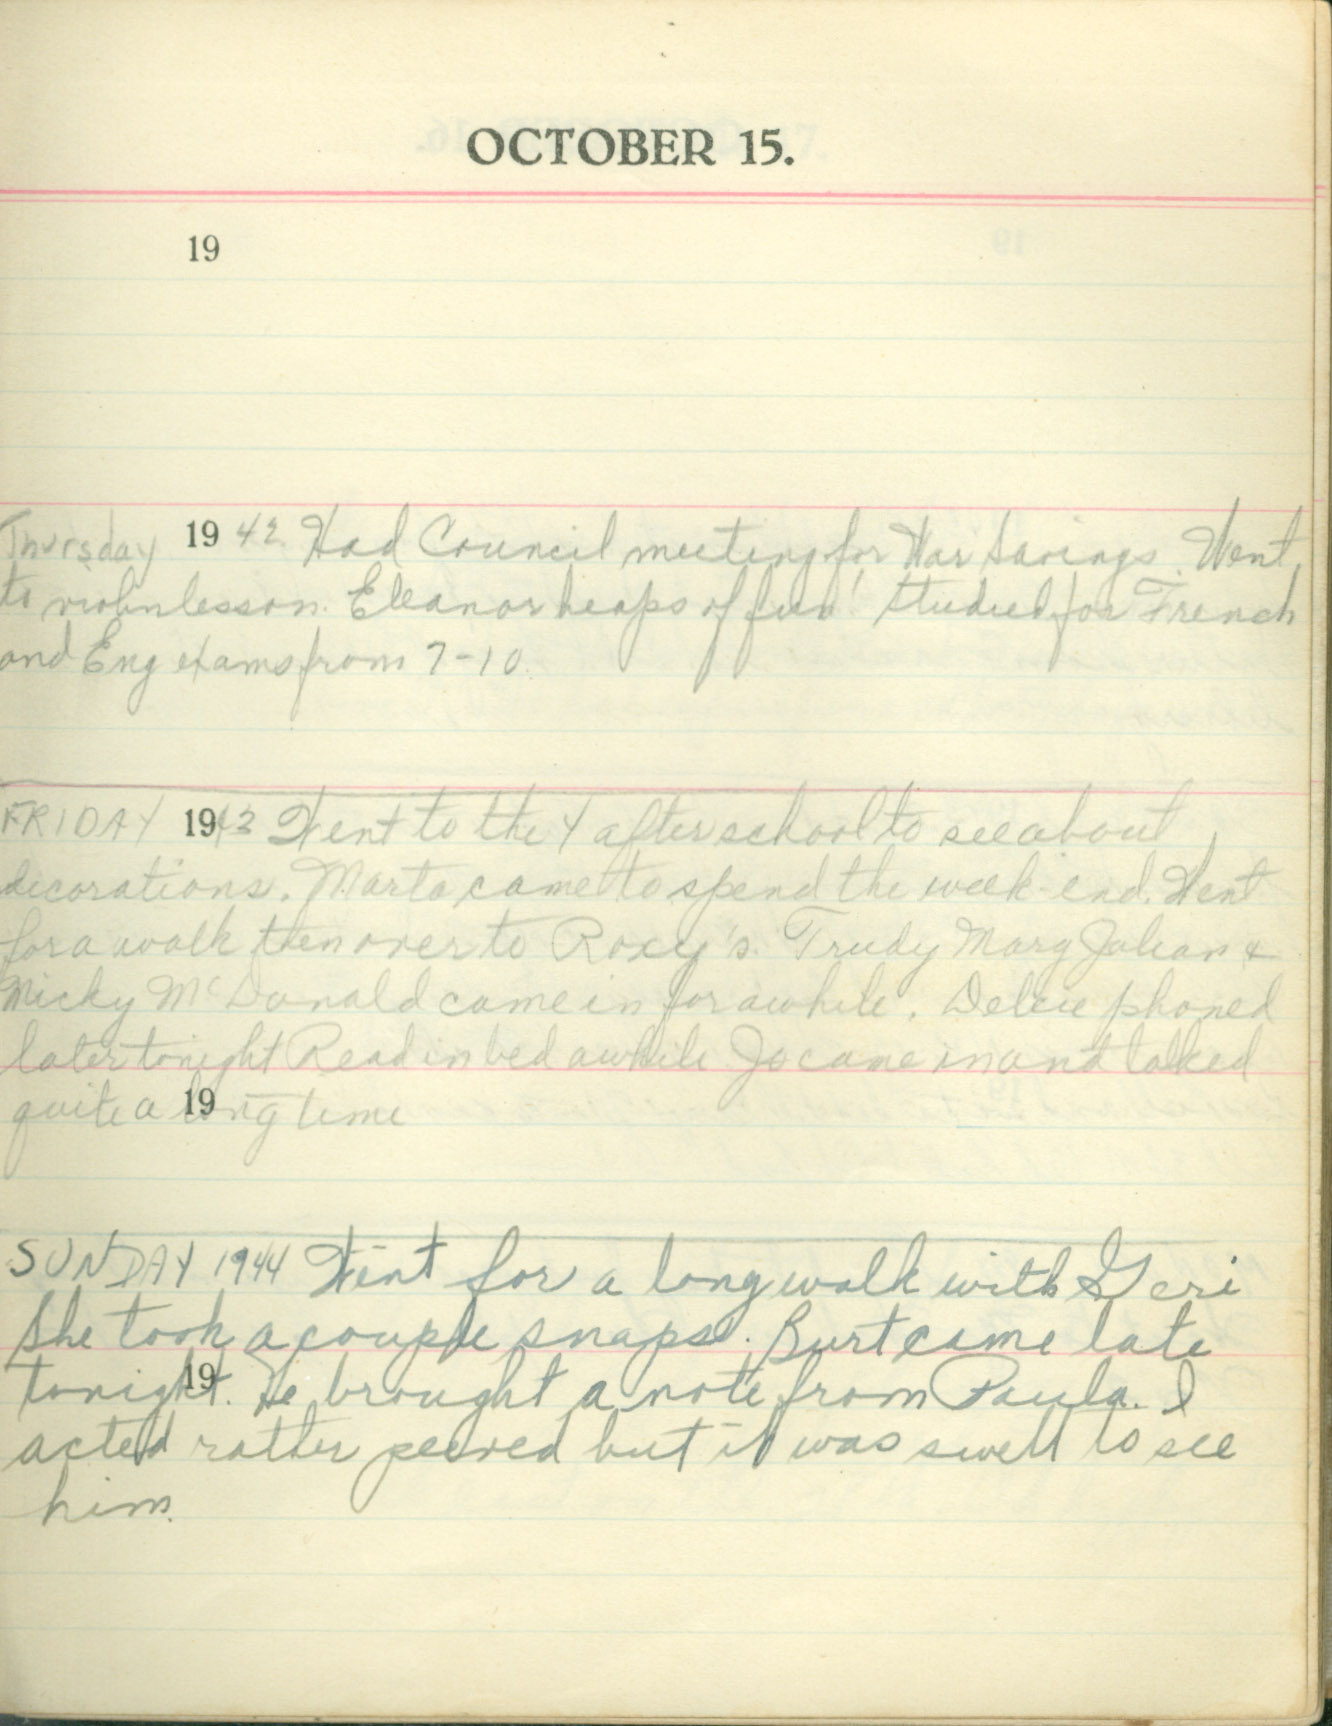 OCTOBER 15.
19
Thursday 1942. Had Council meeting for War Savings. Went
to violin lesson. Eleanor heaps of fun! Studied for French
and Eng exams from 7-10.
FRIDAY 1943 Went to the Y after school to see about
decorations. Marta came to spend the week-end. Went
for a walk then over to Roxy's. Trudy Marg &
Micky McDonald came in for awhile. phoned
later tonight Read in bed awhile Jo came in and talked
quite a long time
19
SUNDAY 1944 Went for a long walk with Geri
She took a couple snaps. Burt came late
tonight. He brought a note from Paula. I
19
acted rather peeved but it was swell to see
him.